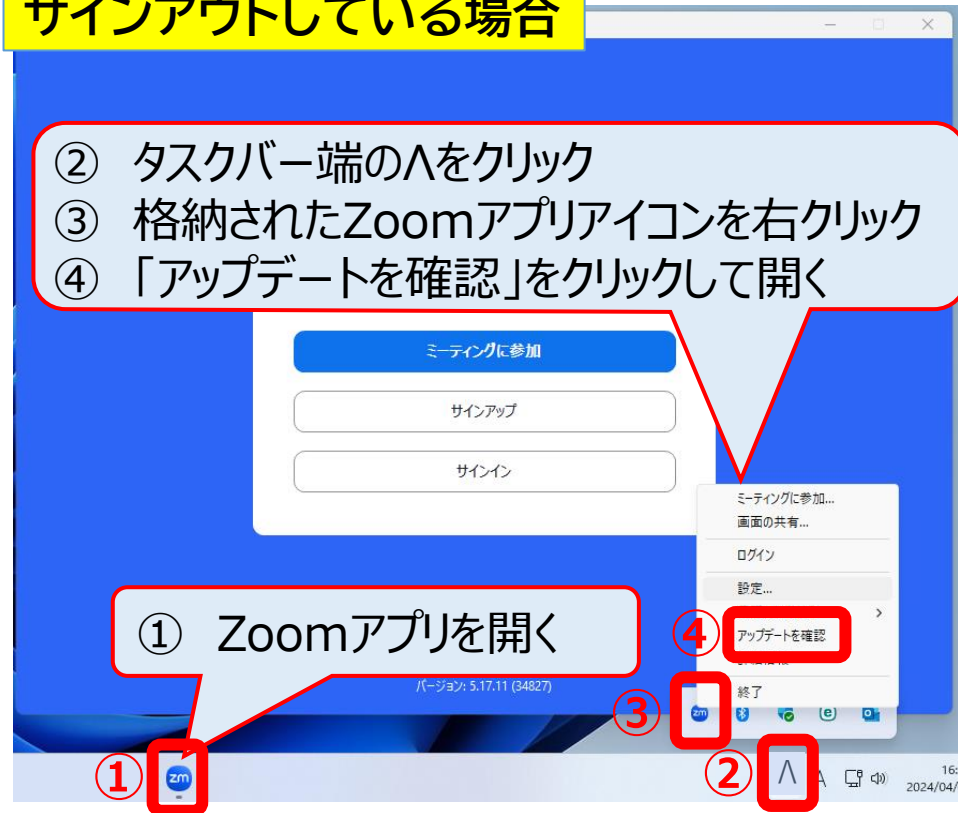 サインアウトしている場合
② タスクバー端のΛをクリック
③ 格納されたZoomアプリアイコンを右クリック
④ 「アップデートを確認」をクリックして開く
ミーティングに参加
サインアップ
サインイン
ミーティングに参加...
画面の共有...
ログイン
設定...
④ アップデートを確認
終了
① Zoomアプリを開く
バージョン: 5.17.11 (34827)
③ zm
① zm
② Λ A
16:
2024/04/